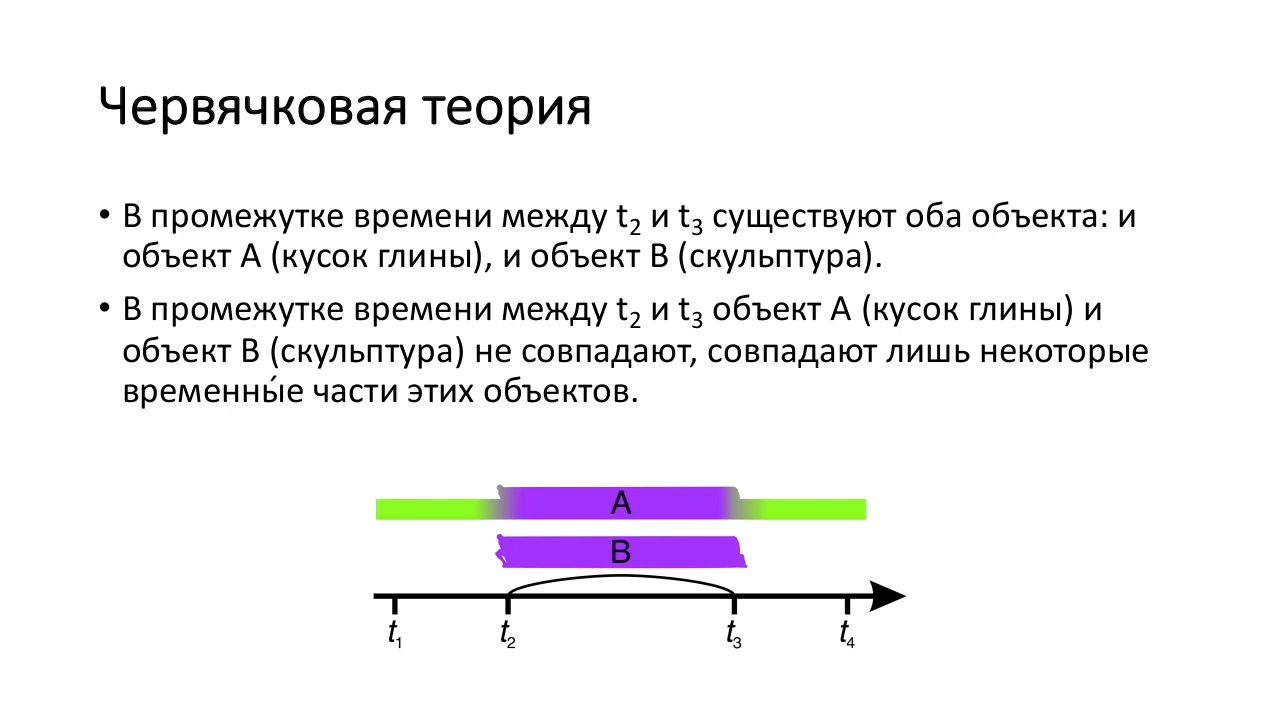 Червячковая теория
• В промежутке времени между t₂ и t₃ существуют оба объекта: и
объект A (кусок глины), и объект B (скульптура).
• В промежутке времени между t₂ и t₃ объект A (кусок глины) и
объект B (скульптура) не совпадают, совпадают лишь некоторые
временны́е части этих объектов.
A
B
t₁ t₂ t₃ t₄